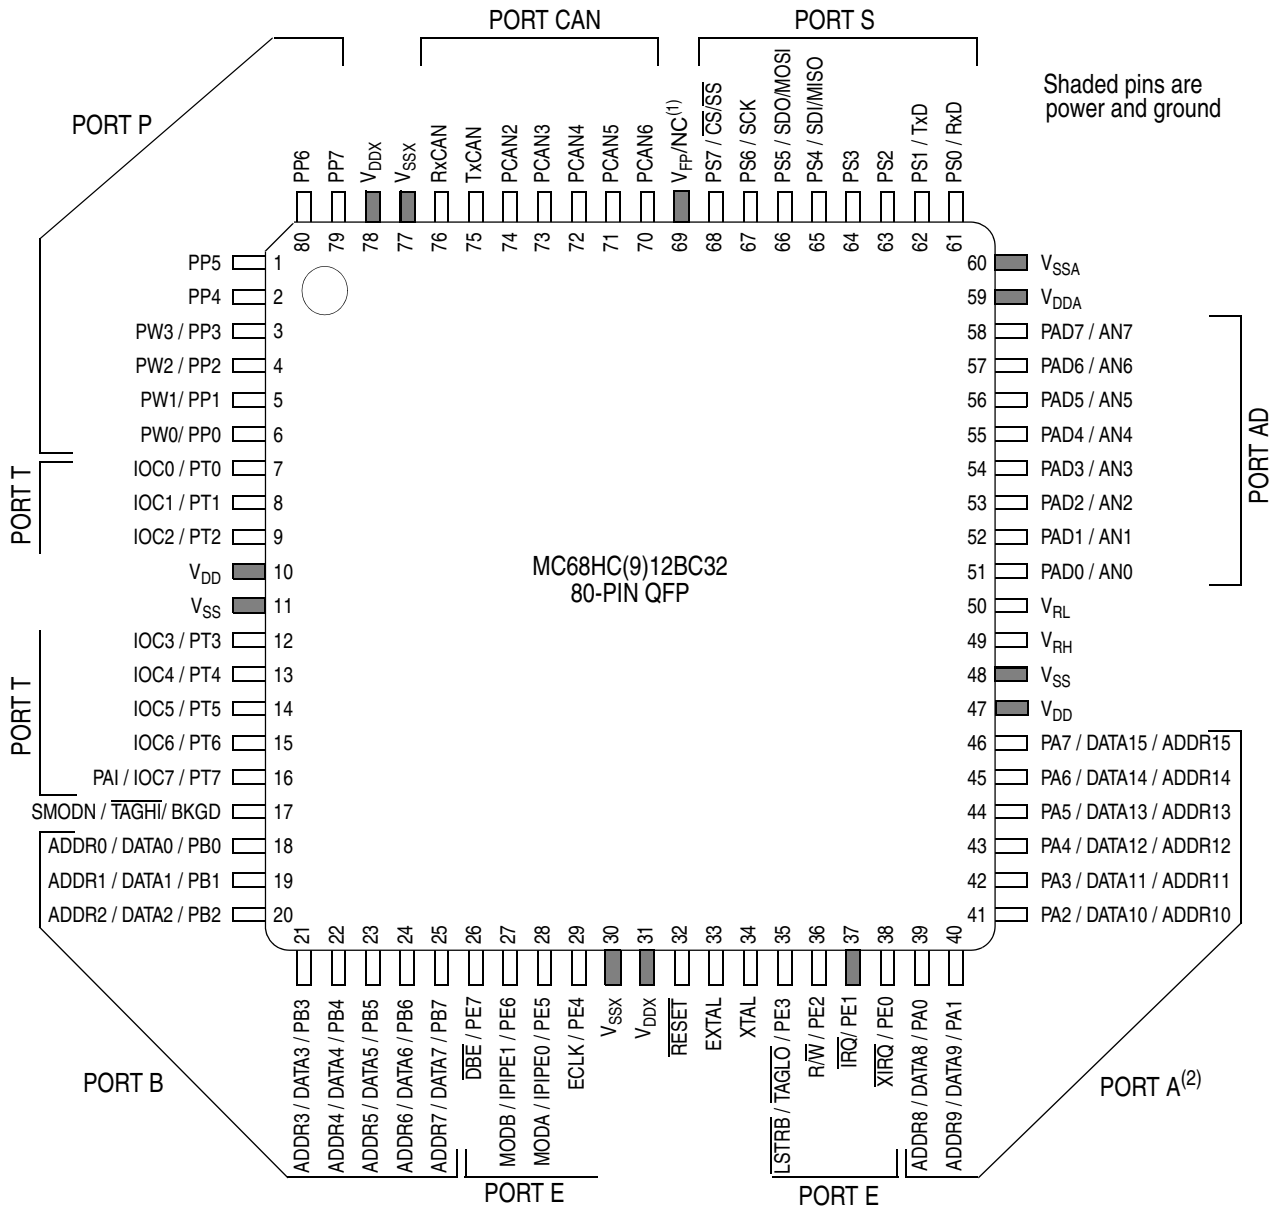 PORT CAN
PORT S
PORT P
Shaded pins are
power and ground
PP6
PP7
VDDX
VSSX
RxCAN
TxCAN
PCAN2
PCAN3
PCAN4
PCAN5
PCAN6
VFP/NC(1)
PS7 / CS/SS
PS6 / SCK
PS5 / SDO/MOSI
PS4 / SDI/MISO
PS3
PS2
PS1 / TxD
PS0 / RxD
80
79
78
77
76
75
74
73
72
71
70
69
68
67
66
65
64
63
62
61
PP5 1
PP4 2
PW3 / PP3 3
PW2 / PP2 4
PW1/ PP1 5
PW0/ PP0 6
IOC0 / PT0 7
IOC1 / PT1 8
IOC2 / PT2 9
VDD 10
VSS 11
IOC3 / PT3 12
IOC4 / PT4 13
IOC5 / PT5 14
IOC6 / PT6 15
PAI / IOC7 / PT7 16
SMODN / TAGHI/ BKGD 17
ADDR0 / DATA0 / PB0 18
ADDR1 / DATA1 / PB1 19
ADDR2 / DATA2 / PB2 20
PORT T
PORT T
MC68HC(9)12BC32
80-PIN QFP
60 VSSA
59 VDDA
58 PAD7 / AN7
57 PAD6 / AN6
56 PAD5 / AN5
55 PAD4 / AN4
54 PAD3 / AN3
53 PAD2 / AN2
52 PAD1 / AN1
51 PAD0 / AN0
50 VRL
49 VRH
48 VSS
47 VDD
46 PA7 / DATA15 / ADDR15
45 PA6 / DATA14 / ADDR14
44 PA5 / DATA13 / ADDR13
43 PA4 / DATA12 / ADDR12
42 PA3 / DATA11 / ADDR11
41 PA2 / DATA10 / ADDR10
PORT AD
21
22
23
24
25
26
27
28
29
30
31
32
33
34
35
36
37
38
39
40
ADDR3 / DATA3 / PB3
ADDR4 / DATA4 / PB4
ADDR5 / DATA5 / PB5
ADDR6 / DATA6 / PB6
ADDR7 / DATA7 / PB7
DBE / PE7
MODB / IPIPE1 / PE6
MODA / IPIPE0 / PE5
ECLK / PE4
VSSX
VDDX
RESET
EXTAL
XTAL
LSTRB / TAGLO / PE3
R/W / PE2
IRQ/ PE1
XIRQ / PE0
ADDR8 / DATA8 / PA0
ADDR9 / DATA9 / PA1
PORT B
PORT A(2)
PORT E
PORT E